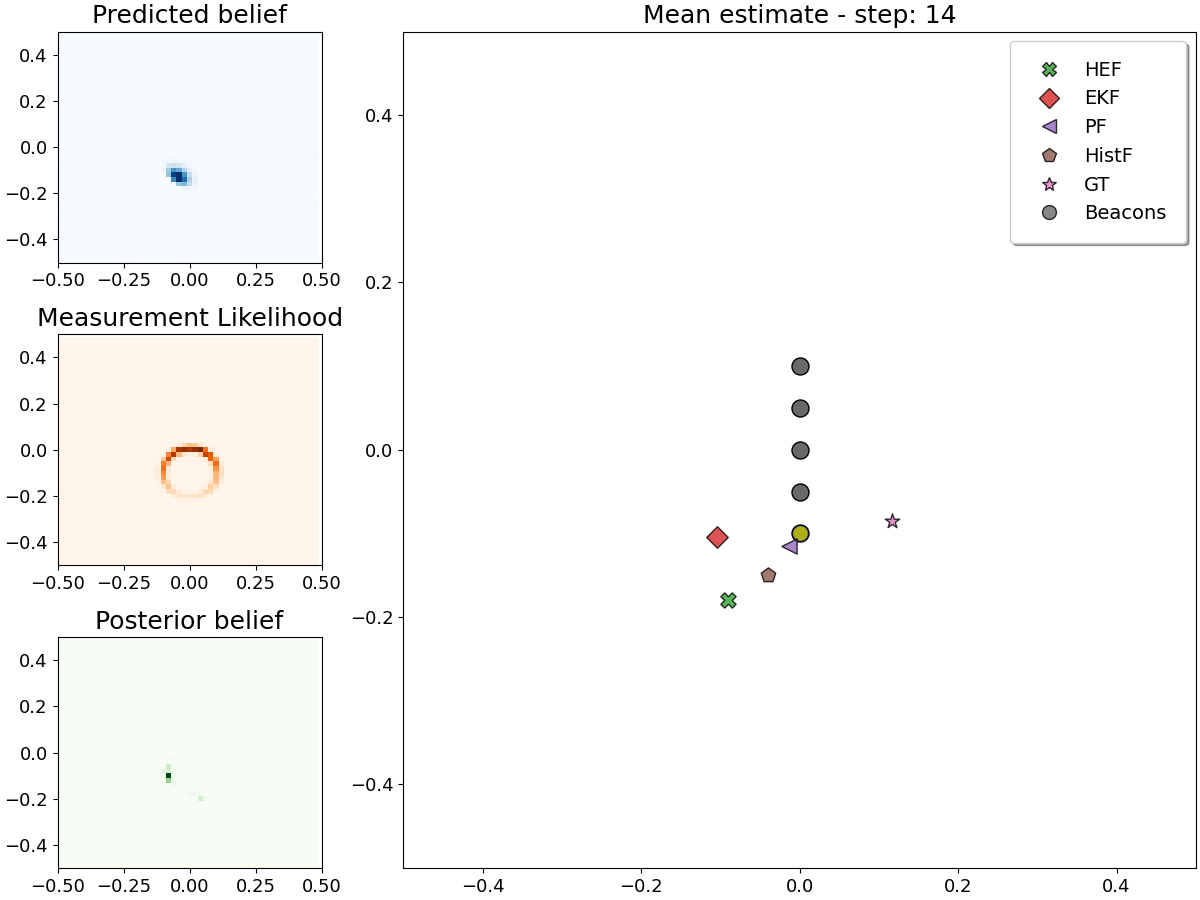 Predicted belief
0.4
0.2
0.0
−0.2
−0.4
−0.50 −0.25 0.00 0.25 0.50
Measurement Likelihood
0.4
0.2
0.0
−0.2
−0.4
−0.50 −0.25 0.00 0.25 0.50
Posterior belief
0.4
0.2
0.0
−0.2
−0.4
−0.50 −0.25 0.00 0.25 0.50
Mean estimate - step: 14
0.4
0.2
0.0
−0.2
−0.4
−0.4 −0.2 0.0 0.2 0.4
HEF
EKF
PF
HistF
GT
Beacons